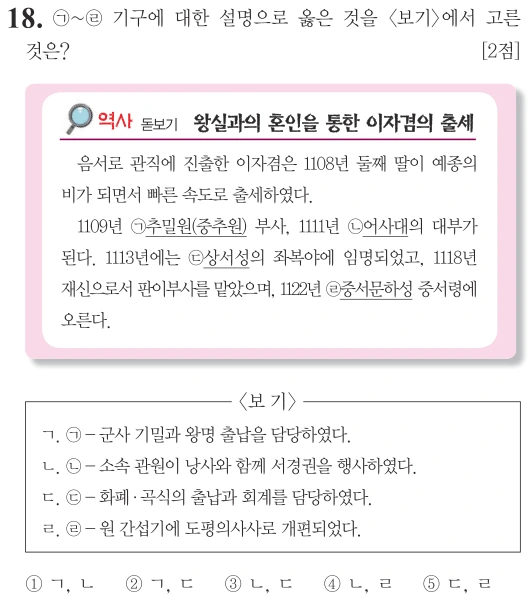 18. ㉠~㉣ 기구에 대한 설명으로 옳은 것을 <보기>에서 고른
것은? [2점]
역사 돋보기 왕실과의 혼인을 통한 이자겸의 출세
음서로 관직에 진출한 이자겸은 1108년 둘째 딸이 예종의
비가 되면서 빠른 속도로 출세하였다.
1109년 ㉠추밀원(중추원) 부사, 1111년 ㉡어사대의 대부가
된다. 1113년에는 ㉢상서성의 좌복야에 임명되었고, 1118년
재신으로서 판이부사를 맡았으며, 1122년 ㉣중서문하성 중서령에
오른다.
<보 기>
ㄱ. ㉠-군사 기밀과 왕명 출납을 담당하였다.
ㄴ. ㉡-소속 관원이 낭사와 함께 서경권을 행사하였다.
ㄷ. ㉢-화폐·곡식의 출납과 회계를 담당하였다.
ㄹ. ㉣-원 간섭기에 도평의사사로 개편되었다.
① ㄱ, ㄴ ② ㄱ, ㄷ ③ ㄴ, ㄷ ④ ㄴ, ㄹ ⑤ ㄷ, ㄹ